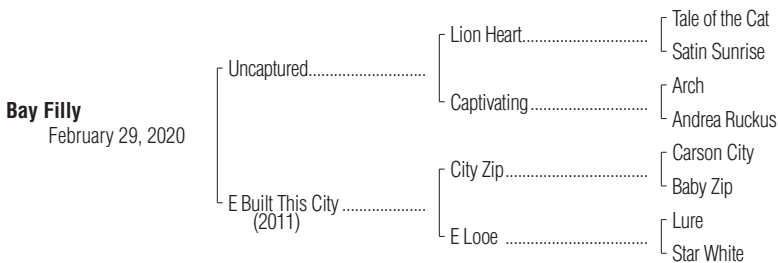 Tale of the Cat
Lion Heart
Satin Sunrise
Uncaptured
Arch
Captivating
Andrea Ruckus
Bay Filly
February 29, 2020
Carson City
City Zip
Baby Zip
E Built This City
(2011)
Lure
E Looe
Star White